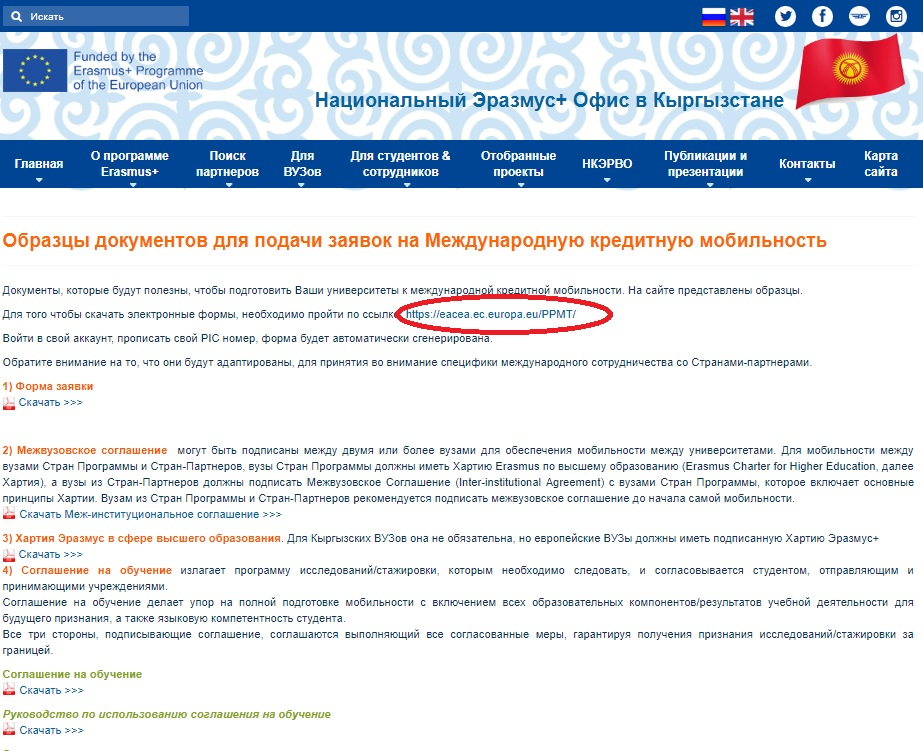 Искать
Funded by the
Erasmus+ Programme
of the European Union
Национальный Эразмус+ Офис в Кыргызстане
Главная
О программе
Erasmus+
Поиск
партнеров
Для
ВУЗов
Для студентов &
сотрудников
Отобранные
проекты
НКЭРВО
Публикации и
презентации
Контакты
Карта
сайта
Образцы документов для подачи заявок на Международную кредитную мобильность
Документы, которые будут полезны, чтобы подготовить Ваши университеты к международной кредитной мобильности. На сайте представлены образцы.
Для того чтобы скачать электронные формы, необходимо пройти по ссылке https://eacea.ec.europa.eu/PPMT/
Войти в свой аккаунт, прописать свой PIC номер, форма будет автоматически сгенерирована.
Обратите внимание на то, что они будут адаптированы, для принятия во внимание специфики международного сотрудничества со Странами-партнерами.
1) Форма заявки
Скачать >>>
2) Межвузовское соглашение могут быть подписаны между двумя или более вузами для обеспечения мобильности между университетами. Для мобильности между
вузами Стран Программы и Стран-Партнеров, вузы Стран Программы должны иметь Хартию Erasmus по высшему образованию (Erasmus Charter for Higher Education, далее
Хартия), а вузы из Стран-Партнеров должны подписать Межвузовское Соглашение (Inter-institutional Agreement) с вузами Стран Программы, которое включает основные
принципы Хартии. Вузам из Стран Программы и Стран-Партнеров рекомендуется подписать межвузовское соглашение до начала самой мобильности.
Скачать Меж-институциональное соглашение >>>
3) Хартия Эразмус в сфере высшего образования. Для Кыргызских ВУЗов она не обязательна, но европейские ВУЗы должны иметь подписанную Хартию Эразмус+
Скачать >>>
4) Соглашение на обучение излагает программу исследований/стажировки, которым необходимо следовать, и согласовывается студентом, отправляющим и
принимающими учреждениями.
Соглашение на обучение делает упор на полной подготовке мобильности с включением всех образовательных компонентов/результатов учебной деятельности для
будущего признания, а также языковую компетентность студента.
Все три стороны, подписывающие соглашение, соглашаются выполняющий все согласованные меры, гарантируя получения признания исследований/стажировки за
границей.
Соглашение на обучение
Скачать >>>
Руководство по использованию соглашения на обучение
Скачать >>>